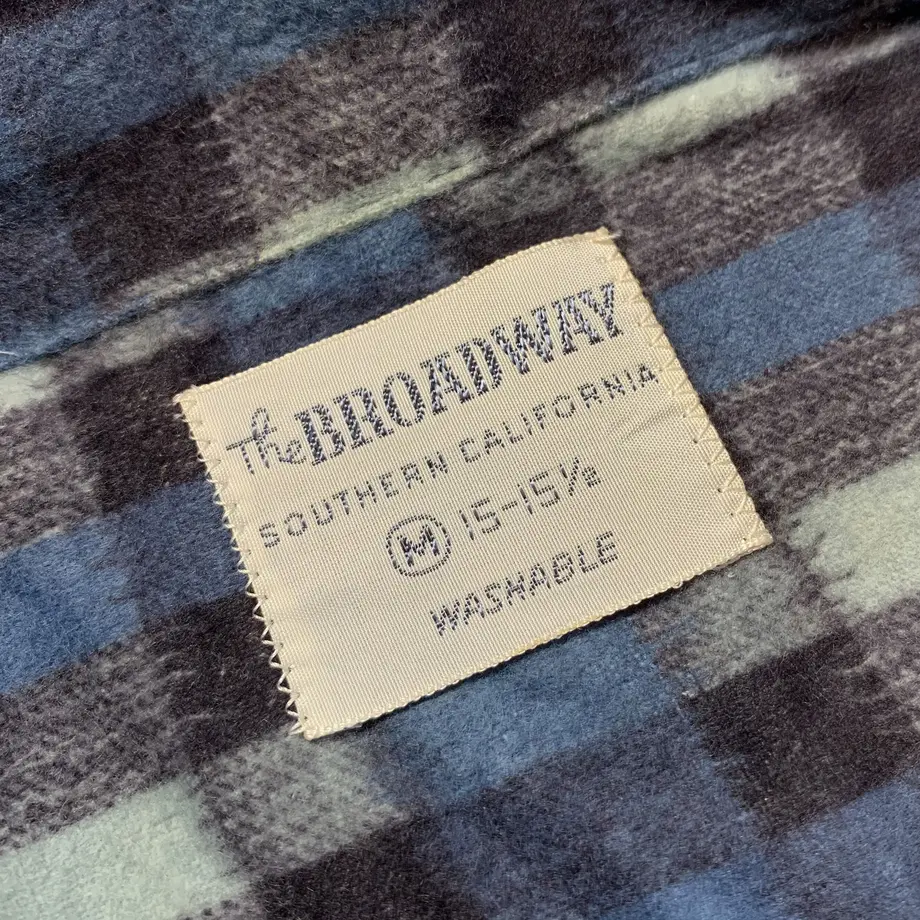 The BROADWAY
SOUTHERN CALIFORNIA
M 15-15½
WASHABLE